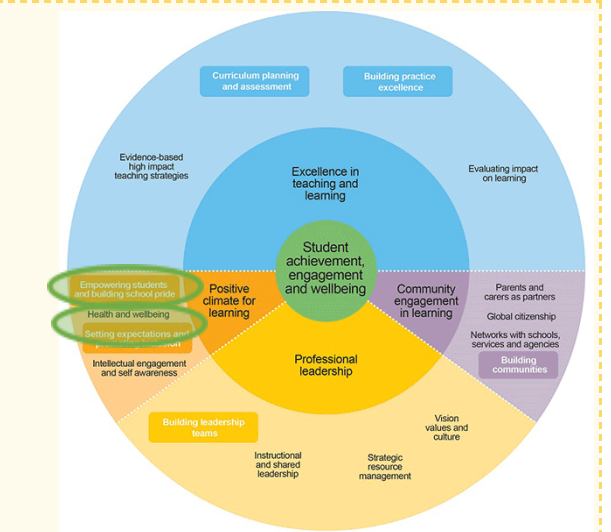 Curriculum planning
and assessment
Building practice
excellence
Evidence-based
high impact
teaching strategies
Excellence in
teaching and
learning
Evaluating impact
on learning
Student
achievement,
engagement
and wellbeing
Empowering students
and building school pride
Health and wellbeing
Setting expectations and
Intellectual engagement
and self awareness
Positive
climate for
learning
Community
engagement
in learning
Parents and
carers as partners
Global citizenship
Networks with schools,
services and agencies
Building
communities
Professional
leadership
Building leadership
teams
Instructional
and shared
leadership
Strategic
resource
management
Vision
values and
culture